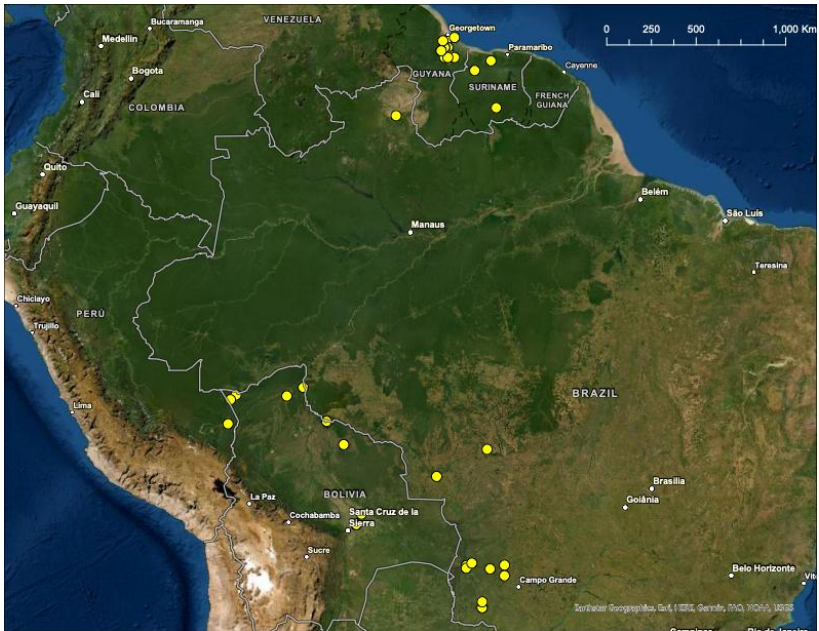 VENEZUELA
Bucaramanga
Georgetown
Medellin
0 250 500 1,000 Km
Paramaribo
Bogota
Cayenne
GUYANA
SURINAME
Cali
COLOMBIA
FRENCH
GUIANA
Quito
Belém
Guayaquil
São Luís
Manaus
Teresina
Chiclayo
PERÚ
Trujillo
BRAZIL
Lima
Brasilia
La Paz
BOLIVIA
Goiânia
Cochabamba
Santa Cruz de la
Sierra
Sucre
Belo Horizonte
Campo Grande
Earthstar Geographics, Esri, HERE, Garmin, FAO, NOAA, USGS